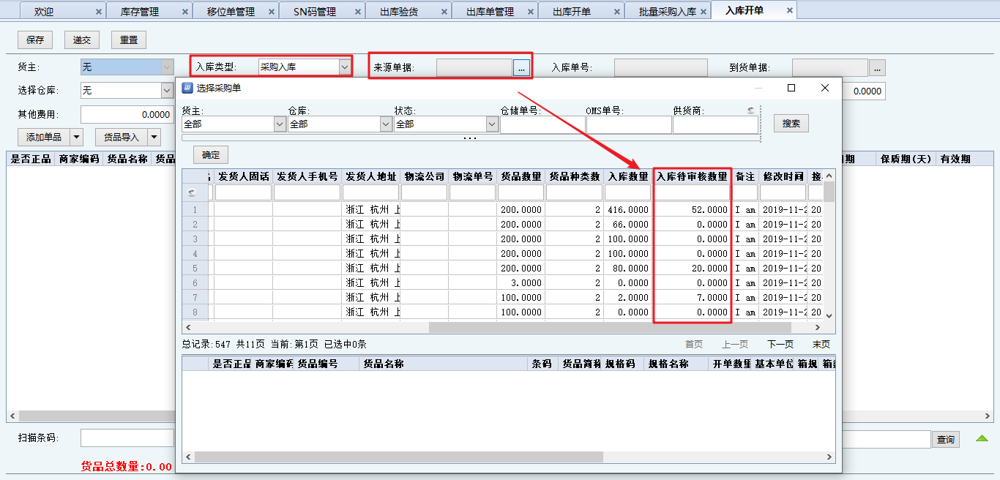 欢迎 库存管理 移位单管理 SN码管理 出库验货 出库单管理 出库开单 批量采购入库 入库开单
保存 递交 重置
货主: 无 入库类型: 采购入库 来源单据: ... 入库单号: 到货单据: ...
选择仓库: 无 0.0000
其他费用: 0.0000
添加单品 货品导入
是否正品 商家编码 货品名称 货品 期 保质期(天) 有效期
选择采购单
货主: 仓库: 状态: 仓储单号: OMS单号: 供货商:
全部 全部 全部 搜索
确定
发货人固话 发货人手机号 发货人地址 物流公司 物流单号 货品数量 货品种类数 入库数量 入库待审核数量 备注 修改时间 接
1 浙江 杭州 上 200.0000 2 416.0000 52.0000 I am 2019-11-2 20
2 浙江 杭州 上 200.0000 2 66.0000 0.0000 I am 2019-11-2 20
3 浙江 杭州 上 200.0000 2 100.0000 0.0000 I am 2019-11-2 20
4 浙江 杭州 上 200.0000 2 100.0000 0.0000 I am 2019-11-2 20
5 浙江 杭州 上 200.0000 2 80.0000 20.0000 I am 2019-11-2 20
6 浙江 杭州 上 3.0000 2 0.0000 0.0000 I am 2019-11-2 20
7 浙江 杭州 上 100.0000 2 2.0000 7.0000 I am 2019-11-2 20
8 浙江 杭州 上 100.0000 2 0.0000 0.0000 I am 2019-11-2 20
总记录:547 共11页 当前:第1页 已选中0条 首页 上一页 下一页 末页
是否正品 商家编码 货品编号 货品名称 条码 货品简称 规格码 规格名称 开单数量 基本单位 箱规 箱
扫描条码: 查询
货品总数量:0.00